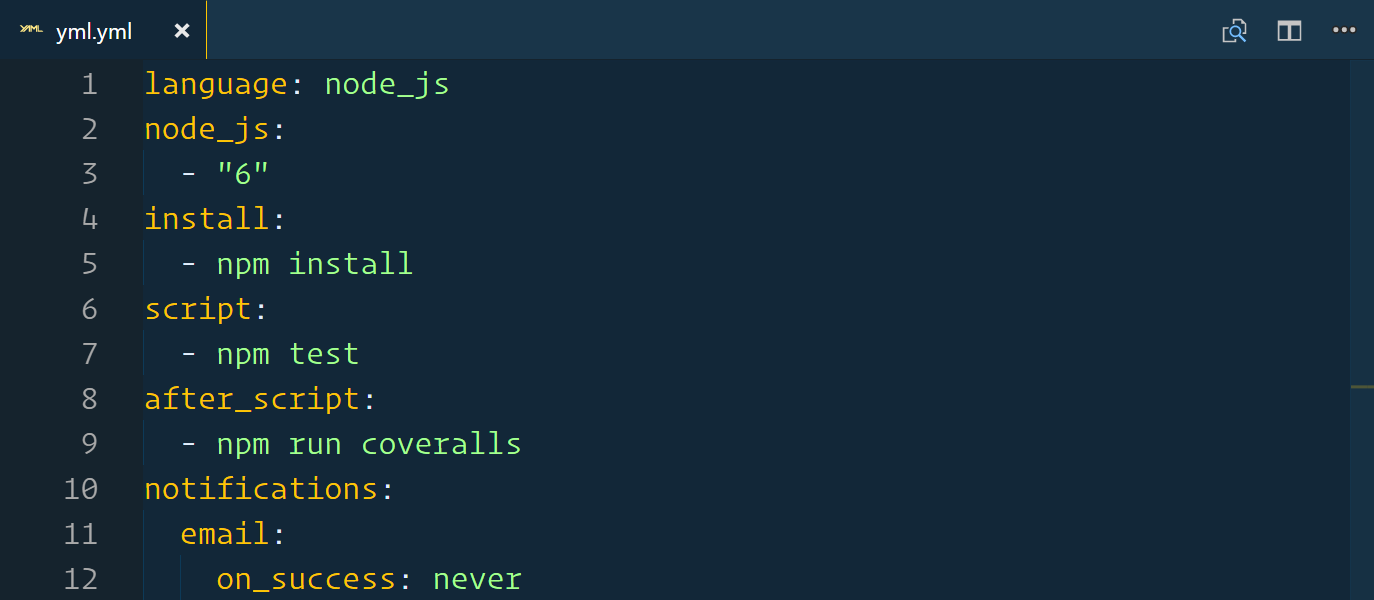 YAML yml.yml ×
1 language: node_js
2 node_js:
3   - "6"
4 install:
5   - npm install
6 script:
7   - npm test
8 after_script:
9   - npm run coveralls
10 notifications:
11   email:
12     on_success: never